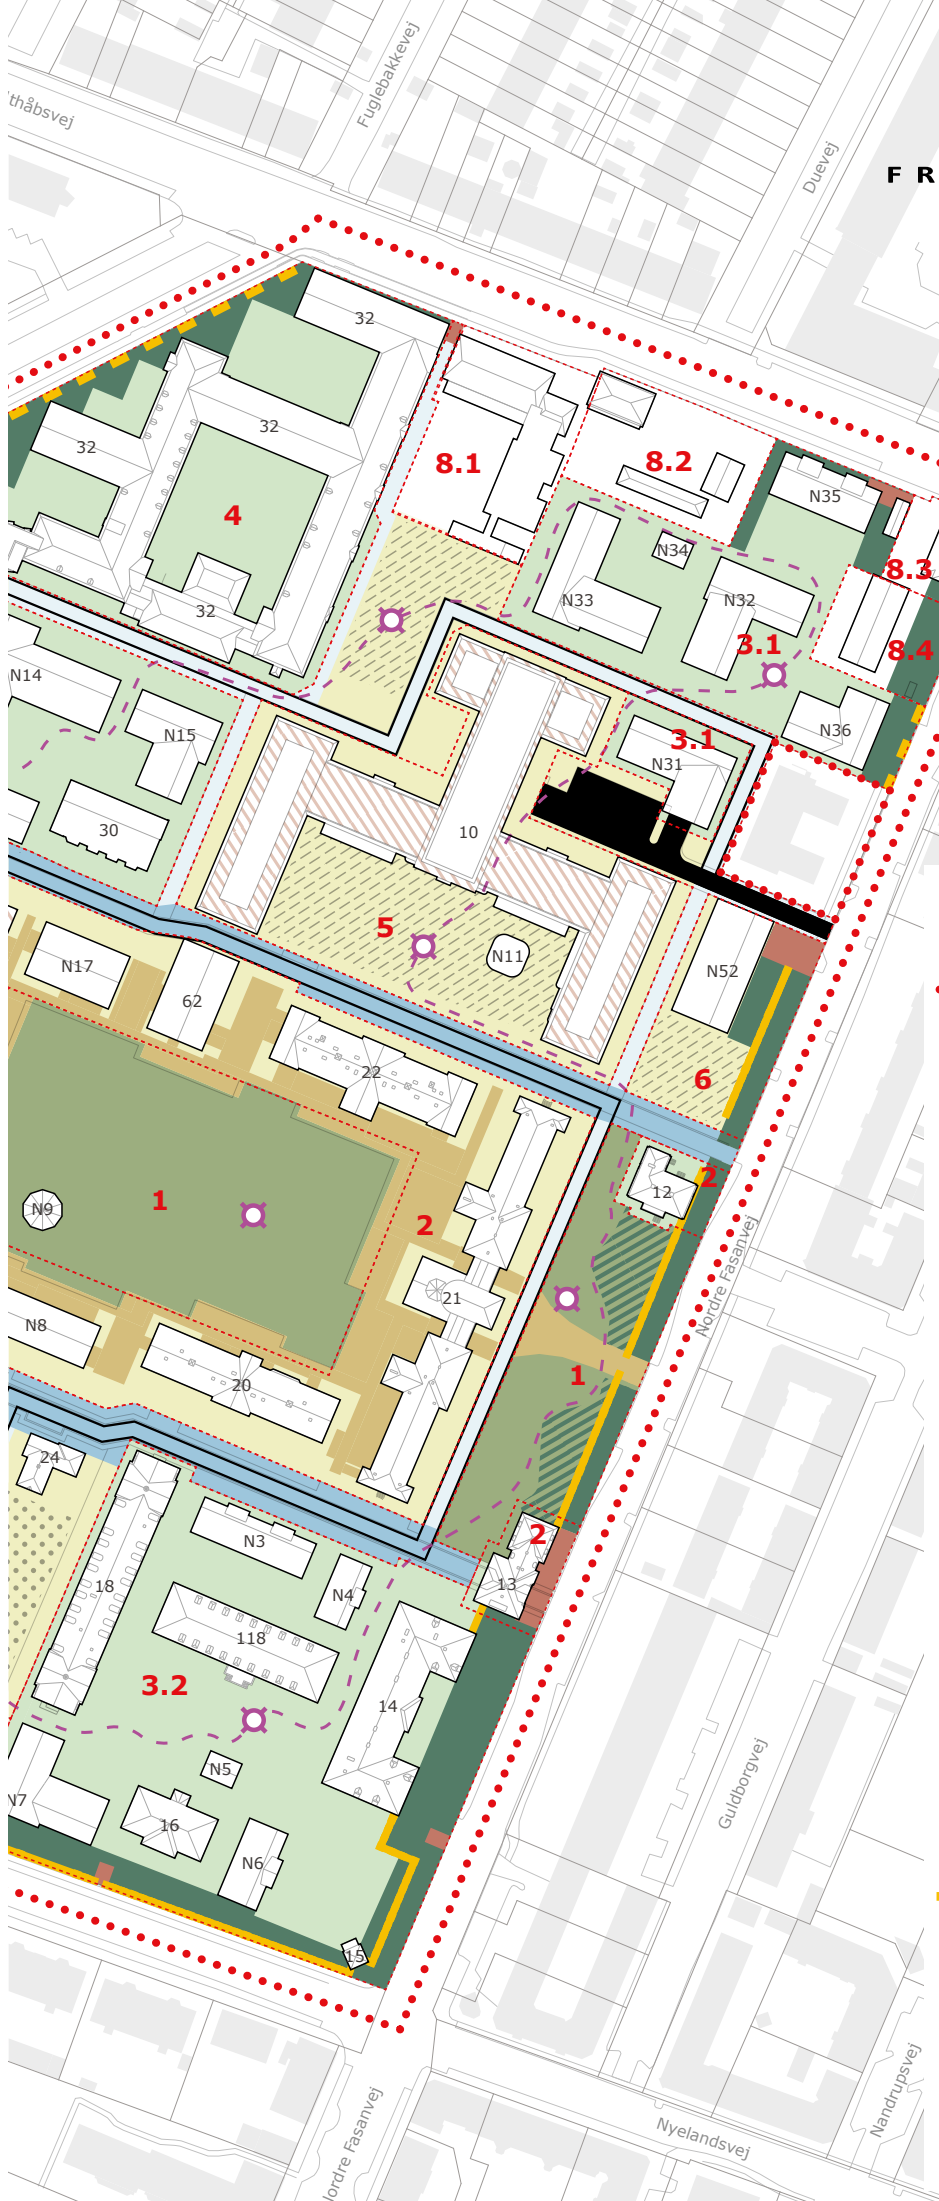 Fuglebakkevej
thåbsvej
Duevej
F R
32
32
32
8.1
8.2
N35
4
N34
8.3
N33
N32
32
3.1
8.4
N14
N15
N36
3.1
N31
30
10
5
N11
N17
N52
62
22
6
12
2
N9
1
2
21
Nordre Fasanvej
N8
20
1
24
N3
2
18
N4
13
118
3.2
14
N5
N7
16
Guldborgvej
N6
15
Nordre Fasanvej
Nyelandsvej
Nandrupsvej